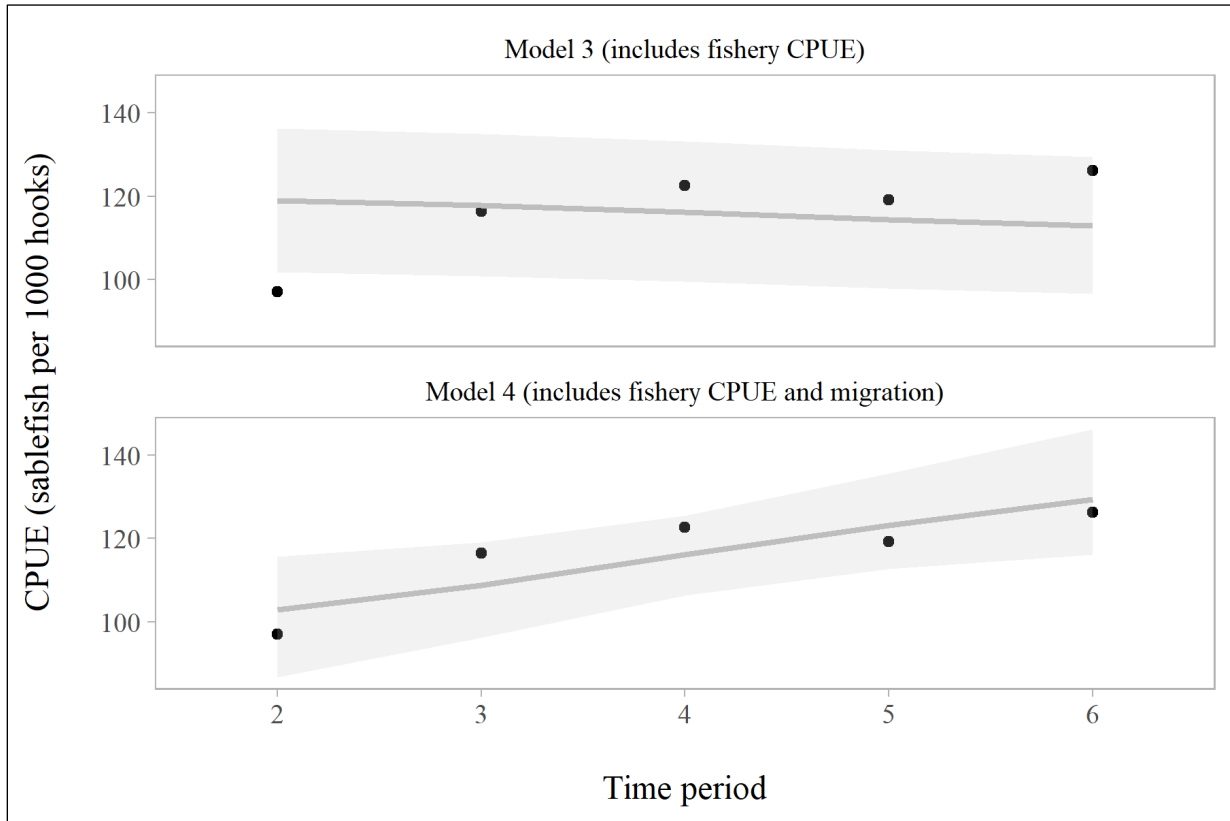 Model 3 (includes fishery CPUE)
140
120
100
CPUE (sablefish per 1000 hooks)
Model 4 (includes fishery CPUE and migration)
140
120
100
2 3 4 5 6
Time period